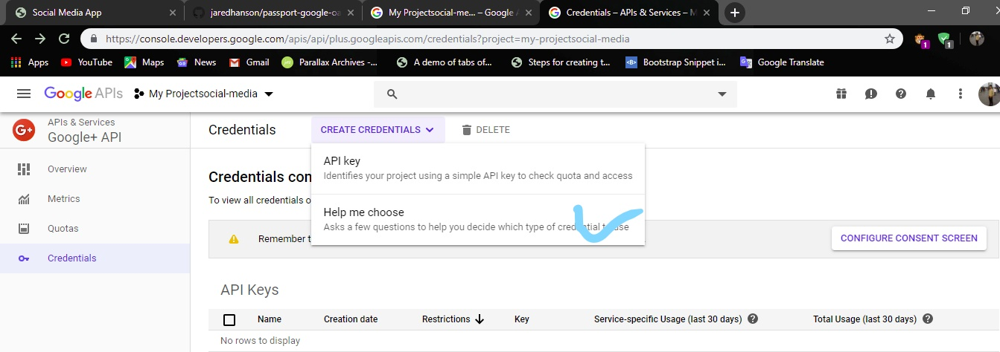 Social Media App
jaredhanson/passport-google-oa
My Projectsocial-me... – Google A
Credentials – APIs & Services – M
https://console.developers.google.com/apis/api/plus.googleapis.com/credentials?project=my-projectsocial-media
1
1
Apps
YouTube
Maps
News
Gmail
Parallax Archives -...
A demo of tabs of...
Steps for creating t...
Bootstrap Snippet i...
Google Translate
Google APIs
My Projectsocial-media
G+
APIs & Services
Google+ API
Credentials
CREATE CREDENTIALS
DELETE
Overview
Metrics
Quotas
Credentials
API key
Identifies your project using a simple API key to check quota and access
Help me choose
Asks a few questions to help you decide which type of credential to use
Credentials com
To view all credentials o
Remember t
CONFIGURE CONSENT SCREEN
API Keys
Name
Creation date
Restrictions
Key
Service-specific Usage (last 30 days)
Total Usage (last 30 days)
No rows to display